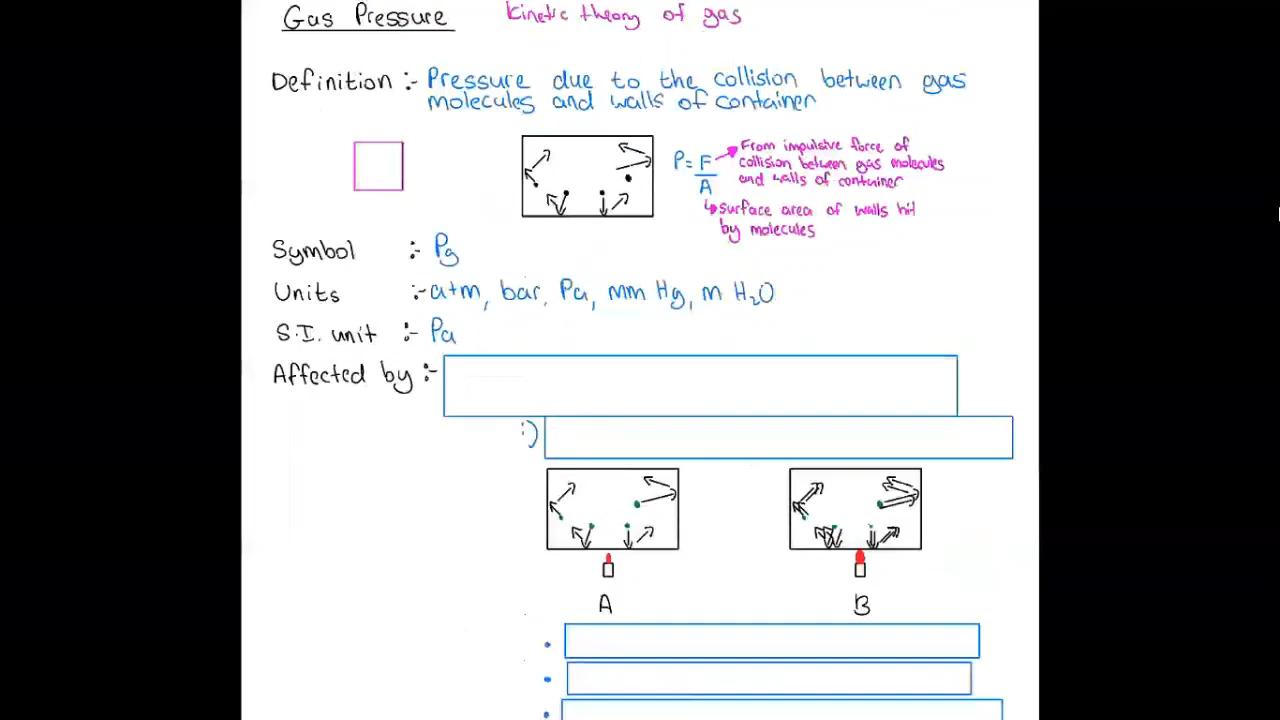 Gas Pressure kinetic theory of gas
Definition :- Pressure due to the collision between gas
molecules and walls of container
P = F/A
From impulsive force of
collision between gas molecules
and walls of container
surface area of walls hit
by molecules
Symbol :- Pg
Units :- atm, bar, Pa, mm Hg, m H₂O
S.I. unit :- Pa
Affected by :-
:)
A B